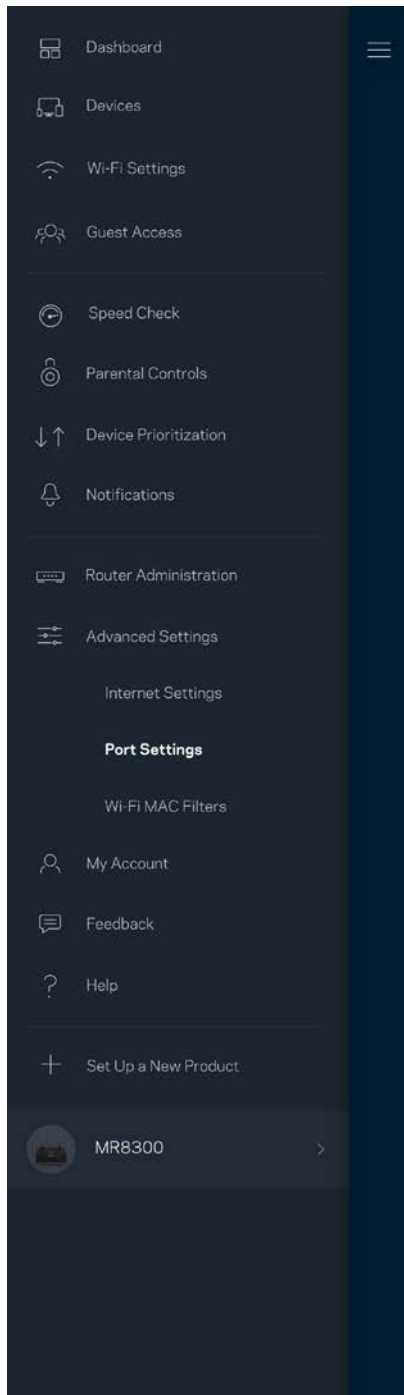 Dashboard
Devices
Wi-Fi Settings
Guest Access
Speed Check
Parental Controls
Device Prioritization
Notifications
Router Administration
Advanced Settings
Internet Settings
Port Settings
Wi-Fi MAC Filters
My Account
Feedback
Help
Set Up a New Product
MR8300